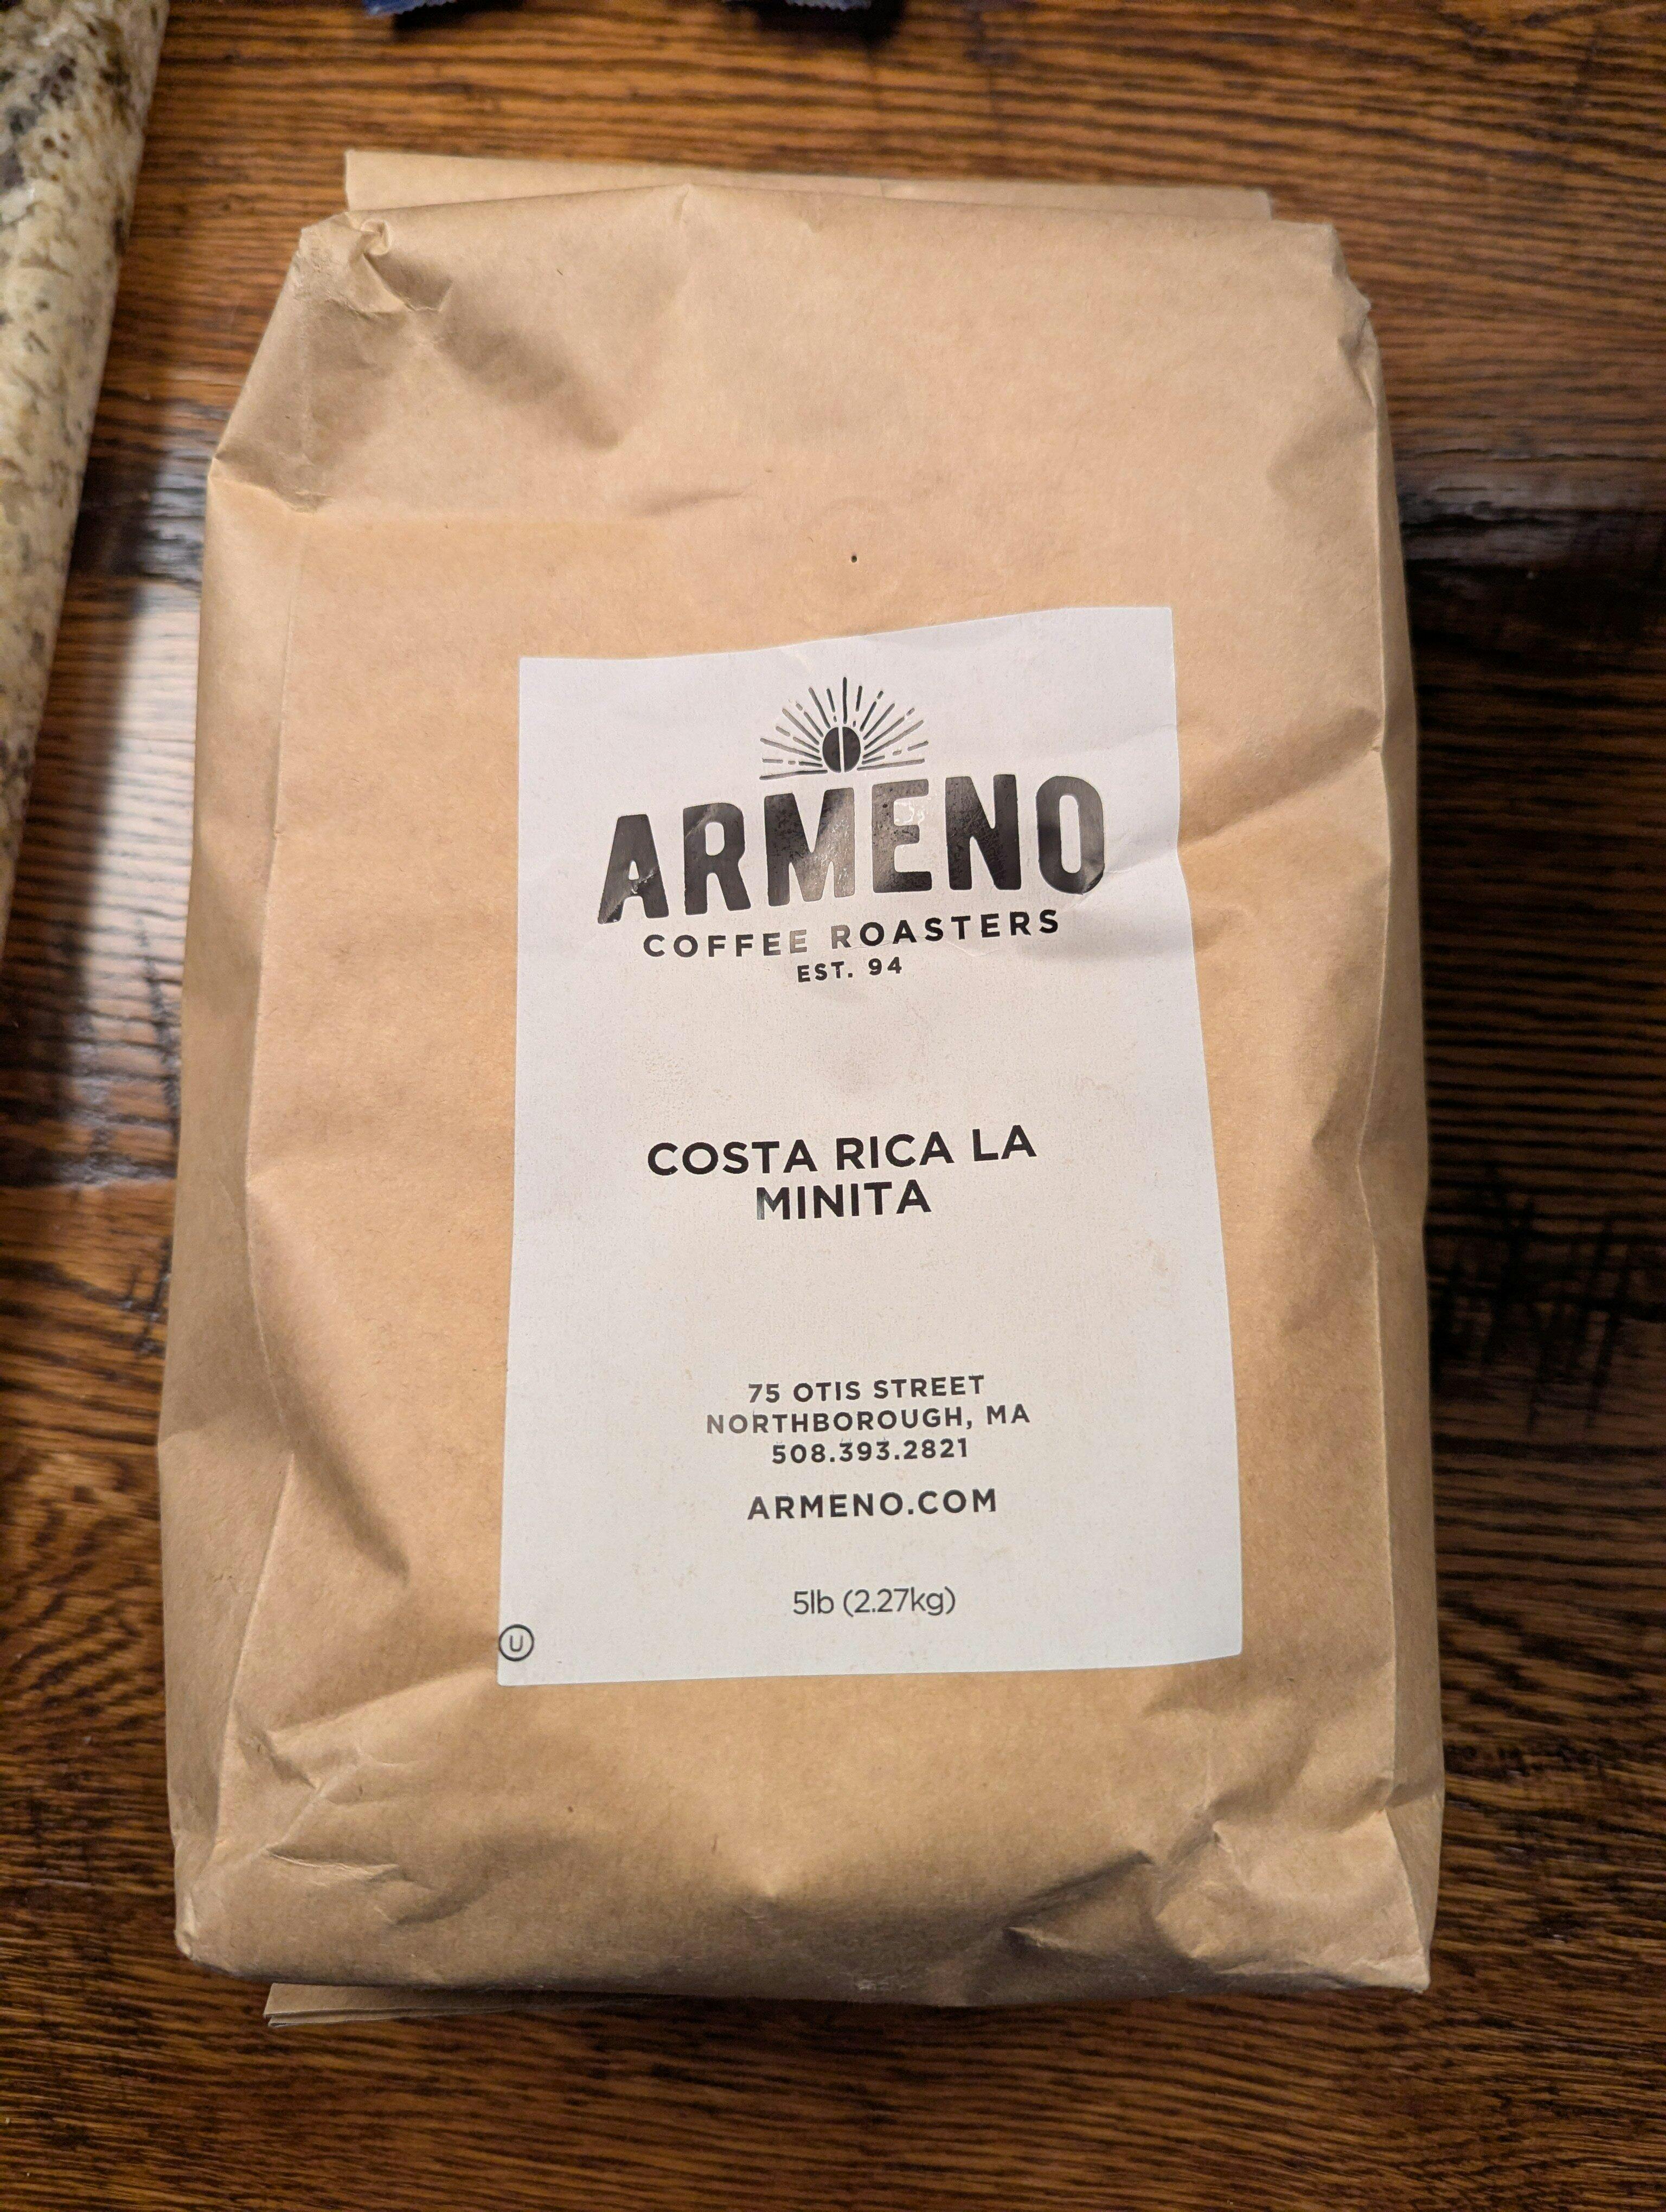 ARMENO
COFFEE ROASTERS
EST. 94
COSTA RICA LA
MINITA
75 OTIS STREET
NORTHBOROUGH, MA
508.393.2821
ARMENO.COM
5lb (2.27kg)
U